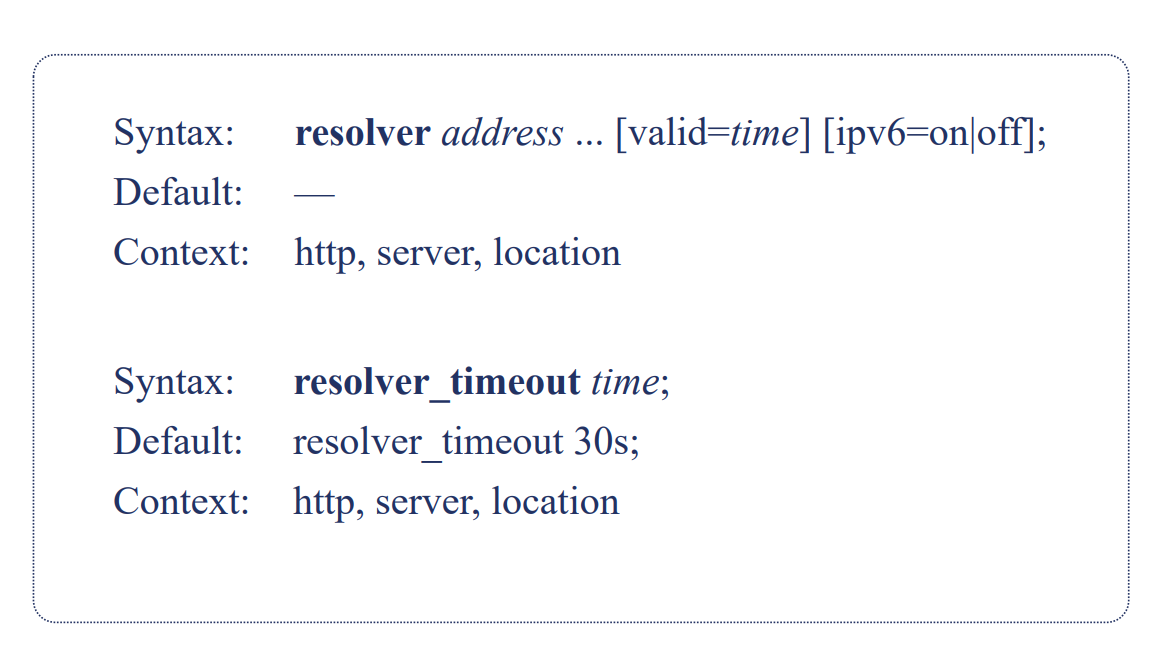 Syntax: resolver address ... [valid=time] [ipv6=on|off];
Default: —
Context: http, server, location
Syntax: resolver_timeout time;
Default: resolver_timeout 30s;
Context: http, server, location